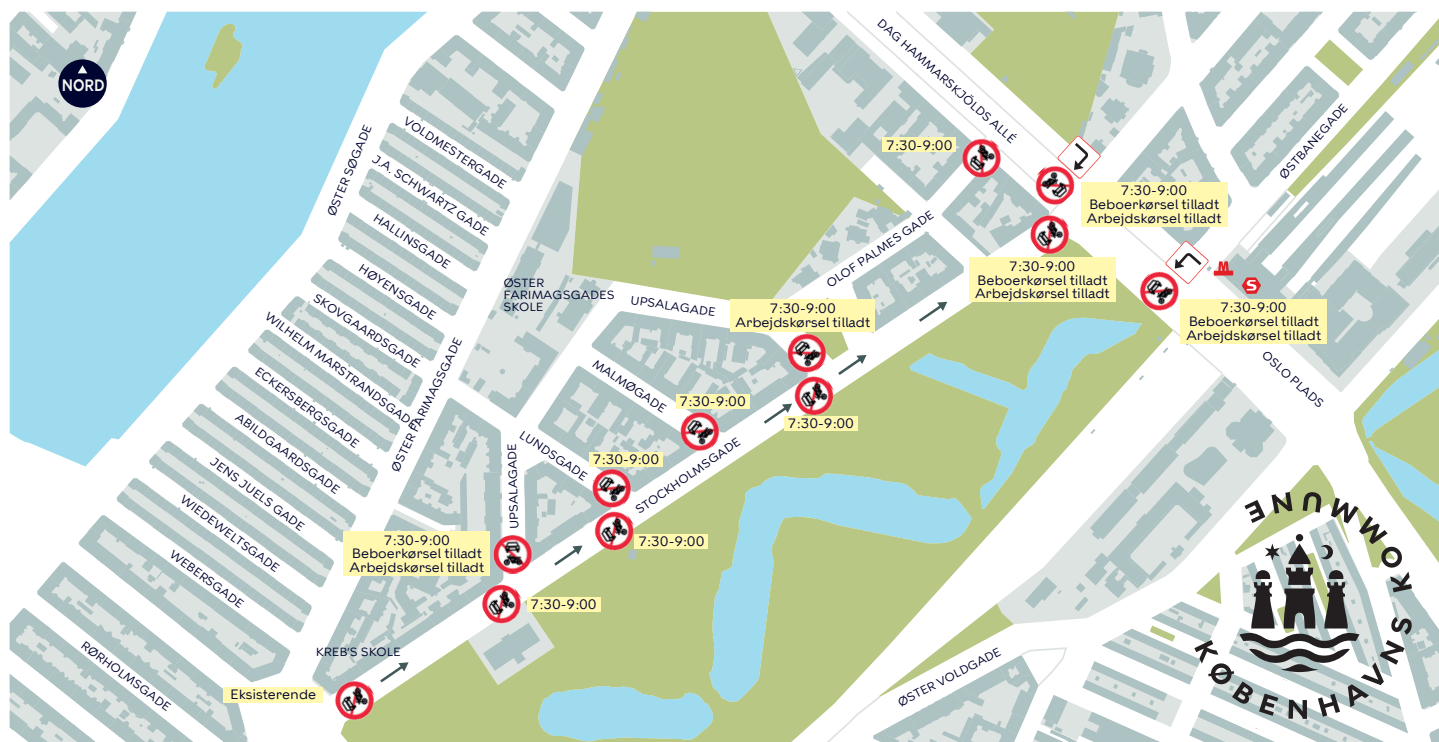 NORD
DAG HAMMARSKJÖLDS ALLÉ
ØSTBANEGADE
VOLDMESTERGADE
J.A. SCHWARTZ GADE
HALLINSGADE
HØYENSGADE
SKOVGAARDSGADE
WILHELM MARSTRANDSGADE
ECKERSBERGSGADE
ABILDGAARDSGADE
JENS JUELS GADE
WIEDEWELTSGADE
WEBERSGADE
RØRHOLMSGADE
ØSTER SØGADE
ØSTER FARIMAGSGADE
ØSTER
FARIMAGSGADES
SKOLE
UPSALAGADE
MALMØGADE
LUNDSGADE
UPSALAGADE
STOCKHOLMSGADE
OLOF PALMES GADE
7:30-9:00
7:30-9:00
Beboerkørsel tilladt
Arbejdskørsel tilladt
7:30-9:00
Beboerkørsel tilladt
Arbejdskørsel tilladt
M
S
7:30-9:00
Beboerkørsel tilladt
Arbejdskørsel tilladt
OSLO PLADS
7:30-9:00
Arbejdskørsel tilladt
7:30-9:00
7:30-9:00
7:30-9:00
7:30-9:00
7:30-9:00
Beboerkørsel tilladt
Arbejdskørsel tilladt
7:30-9:00
KREB'S SKOLE
Eksisterende
ØSTER VOLDGADE
KØBENHAVNS KOMMUNE